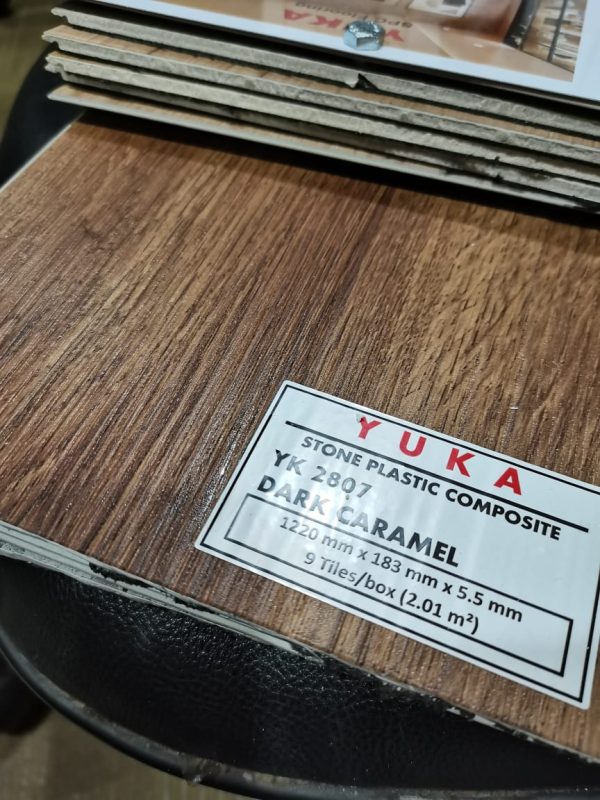 YUKA
YUKA
STONE PLASTIC COMPOSITE
YK 2807
DARK CARAMEL
1220 mm x 183 mm x 5.5 mm
9 Tiles/box (2.01 m²)